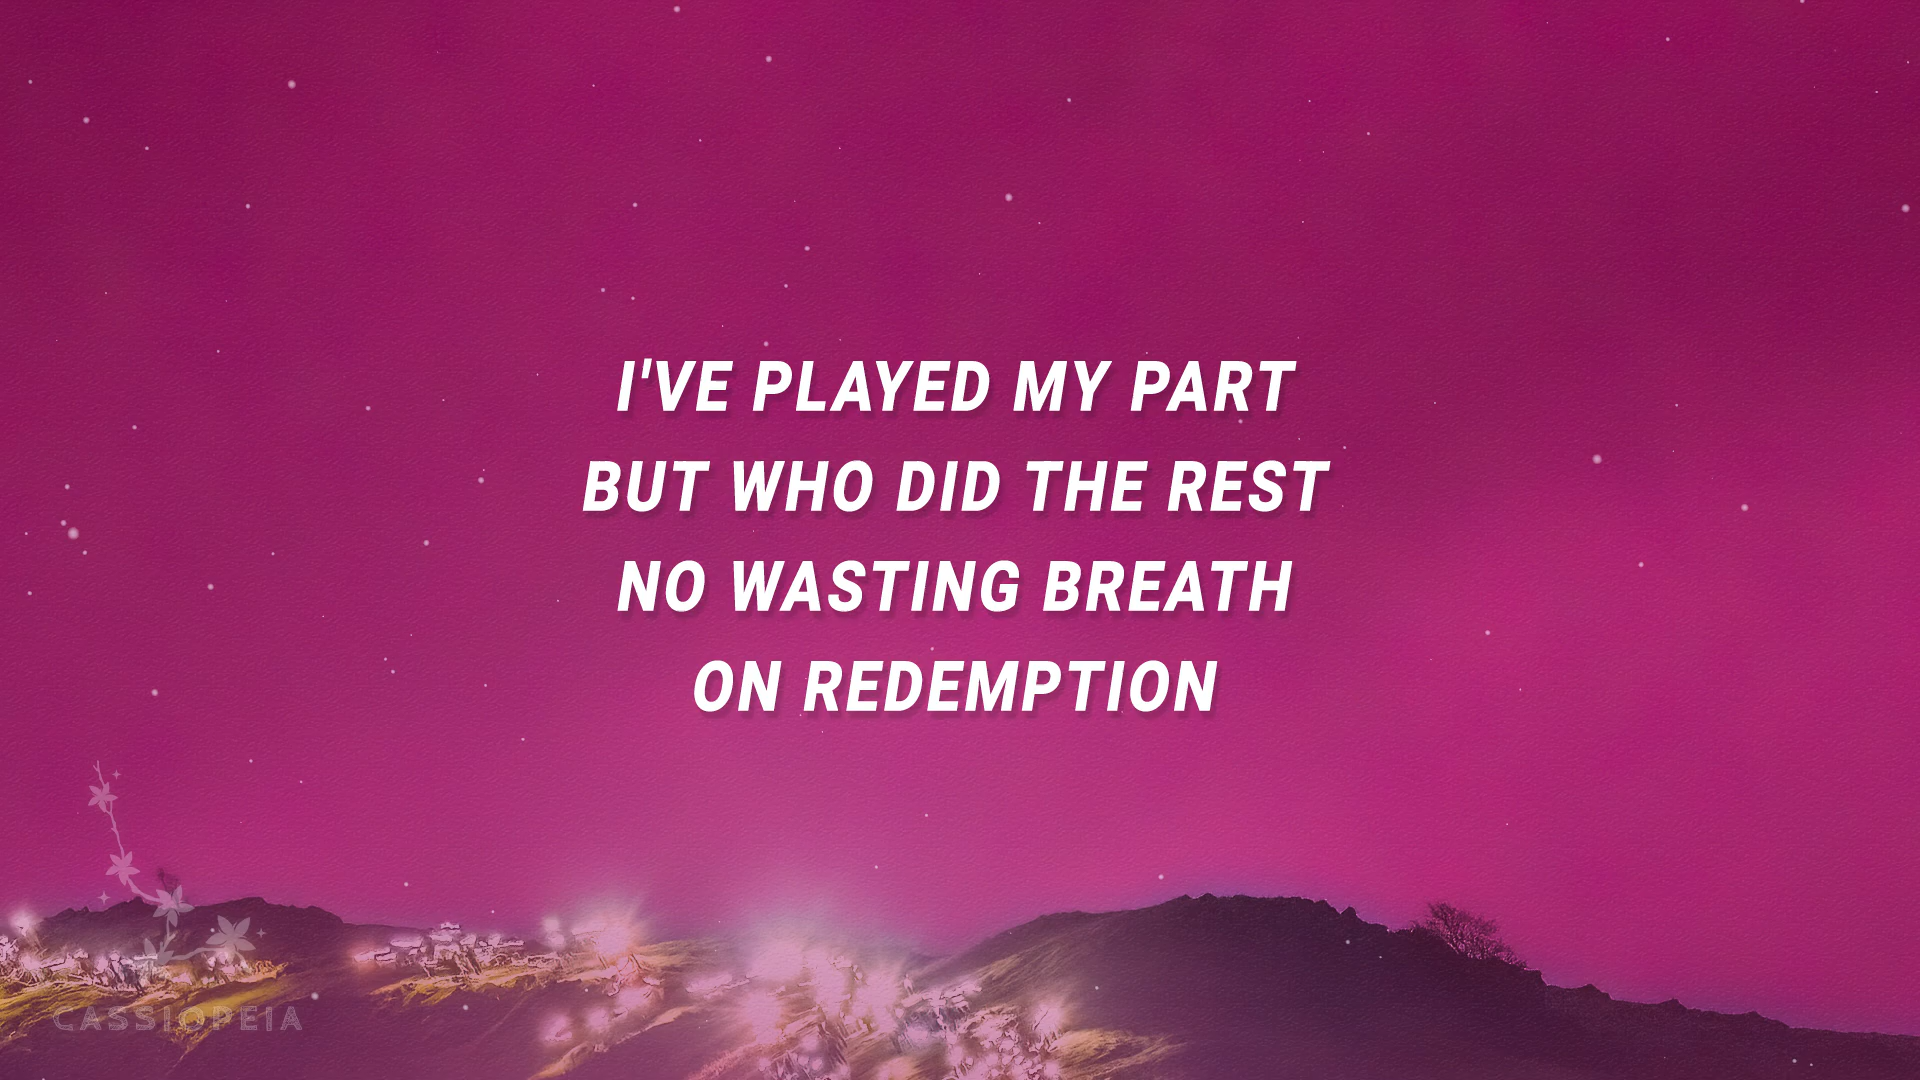 I'VE PLAYED MY PART
BUT WHO DID THE REST
NO WASTING BREATH
ON REDEMPTION
CASSIOPEIA